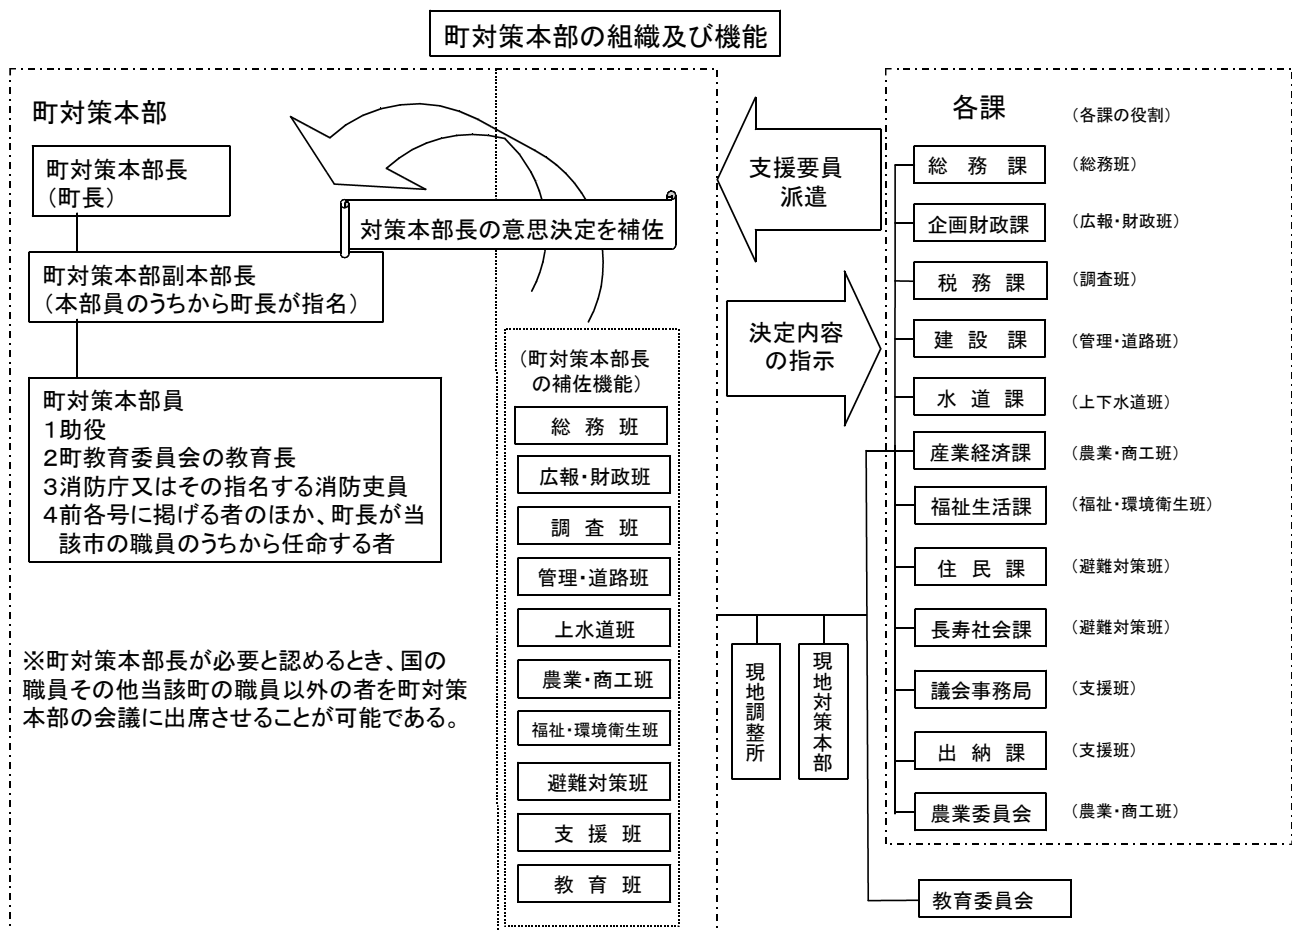 町対策本部の組織及び機能
町対策本部
町対策本部長
（町長）
対策本部長の意思決定を補佐
町対策本部副本部長
（本部員のうちから町長が指名）
町対策本部員
１助役
２町教育委員会の教育長
３消防庁又はその指名する消防吏員
４前各号に掲げる者のほか、町長が当
該市の職員のうちから任命する者
※町対策本部長が必要と認めるとき、国の
職員その他当該町の職員以外の者を町対策
本部の会議に出席させることが可能である。
（町対策本部長
の補佐機能）
総　務　班
広報・財政班
調　査　班
管理・道路班
上水道班
農業・商工班
福祉・環境衛生班
避難対策班
支　援　班
教　育　班
支援要員
派遣
決定内容
の指示
現地調整所
現地対策本部
各課　（各課の役割）
総　務　課　（総務班）
企画財政課　（広報・財政班）
税　務　課　（調査班）
建　設　課　（管理・道路班）
水　道　課　（上下水道班）
産業経済課　（農業・商工班）
福祉生活課　（福祉・環境衛生班）
住　民　課　（避難対策班）
長寿社会課　（避難対策班）
議会事務局　（支援班）
出　納　課　（支援班）
農業委員会　（農業・商工班）
教育委員会